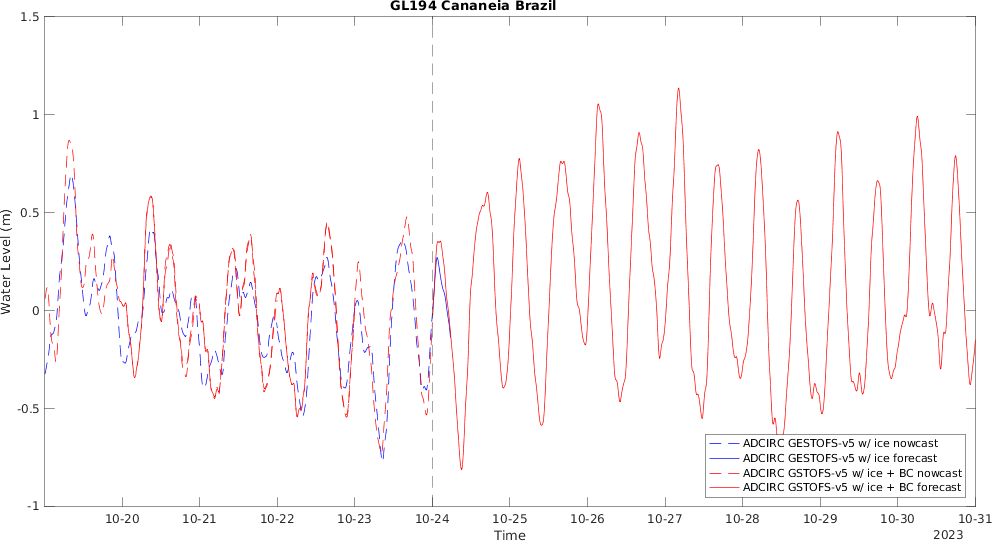 GL194 Cananeia Brazil
1.5
1
0.5
0
-0.5
-1
Water Level (m)
10-20 10-21 10-22 10-23 10-24 10-25 10-26 10-27 10-28 10-29 10-30 10-31
Time
2023
ADCIRC GESTOFS-v5 w/ ice nowcast
ADCIRC GESTOFS-v5 w/ ice forecast
ADCIRC GSTOFS-v5 w/ ice + BC nowcast
ADCIRC GSTOFS-v5 w/ ice + BC forecast